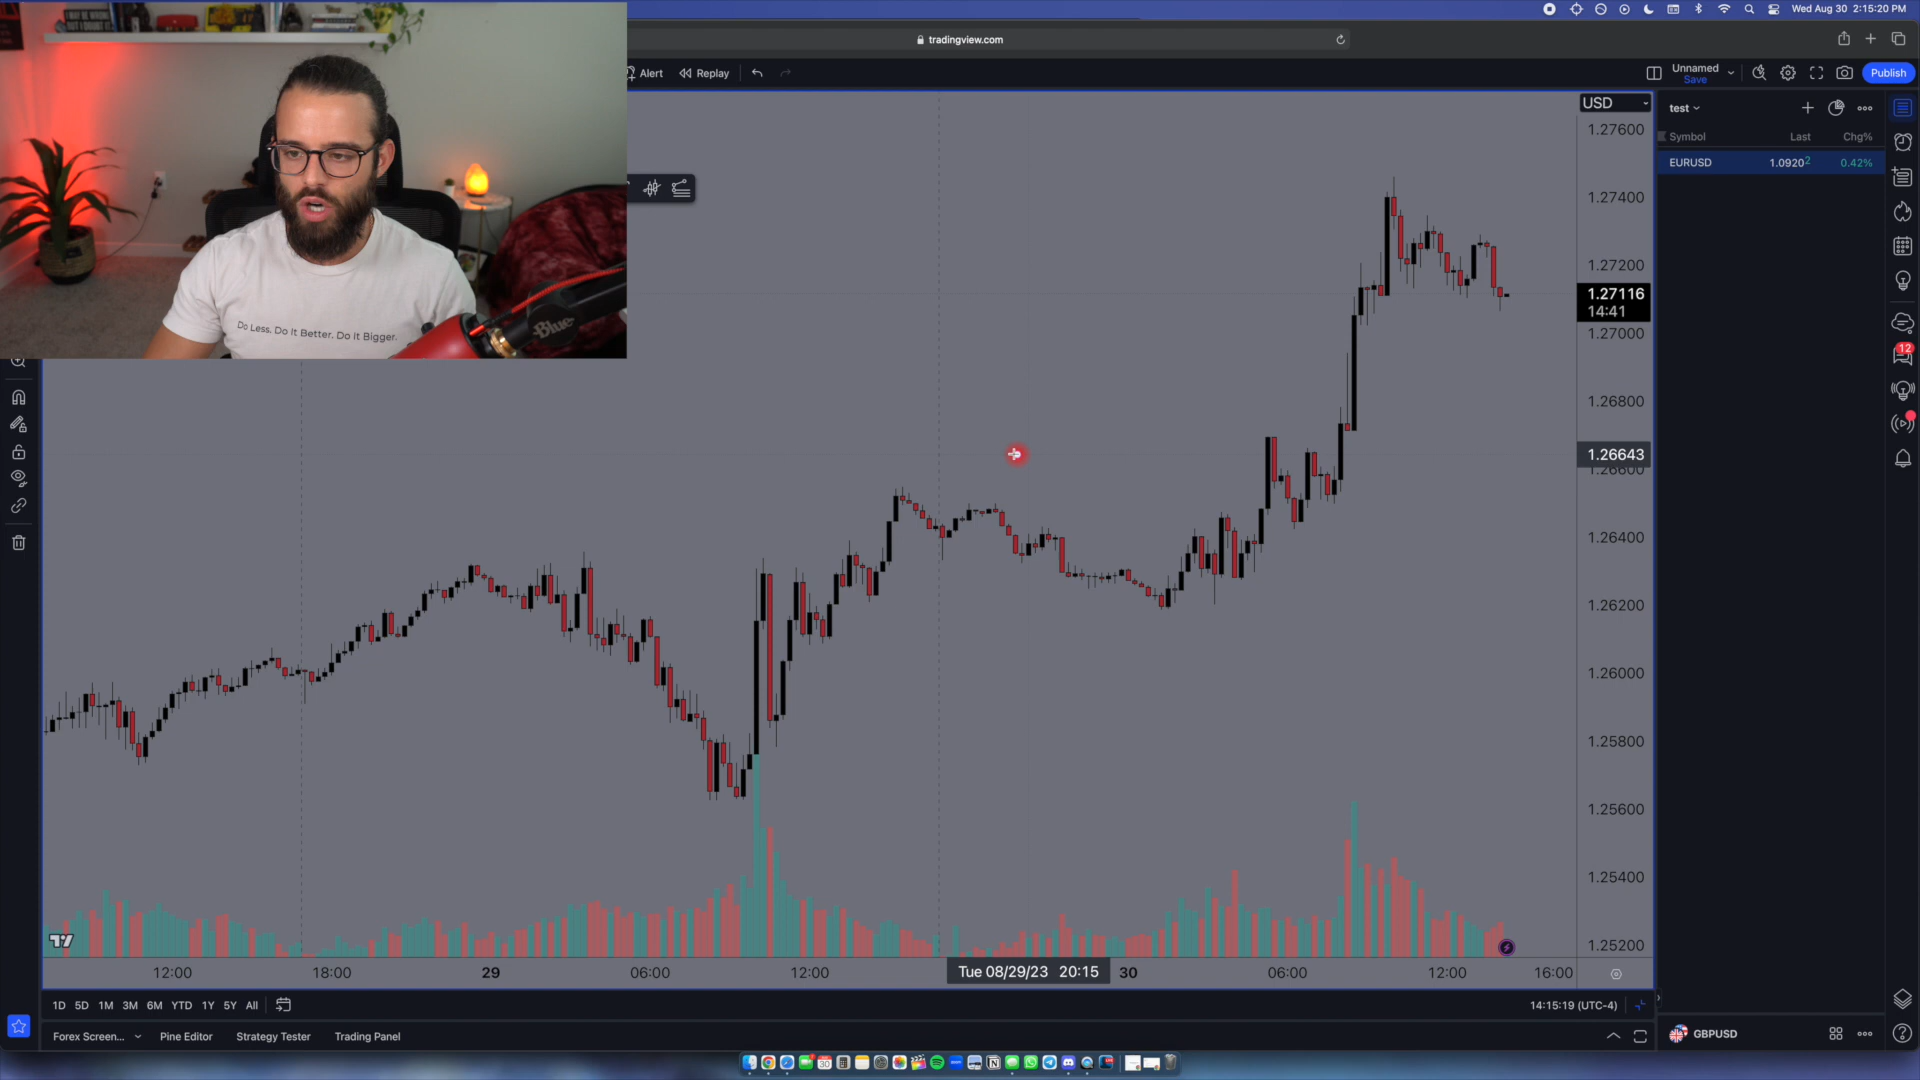 Wed Aug 30 2:15:20 PM
tradingview.com
Alert
Replay
Unnamed
Save
Publish
USD
test
Symbol Last Chg%
EURUSD 1.09202 0.42%
Do Less. Do It Better. Do It Bigger.
Blue
1.27600
1.27400
1.27200
1.27116
14:41
1.27000
1.26800
1.26643
1.26600
1.26400
1.26200
1.26000
1.25800
1.25600
1.25400
1.25200
12
12:00 18:00 29 06:00 12:00 Tue 08/29/23 20:15 30 06:00 12:00 16:00
1D 5D 1M 3M 6M YTD 1Y 5Y All
14:15:19 (UTC-4)
Forex Screen... Pine Editor Strategy Tester Trading Panel
GBPUSD